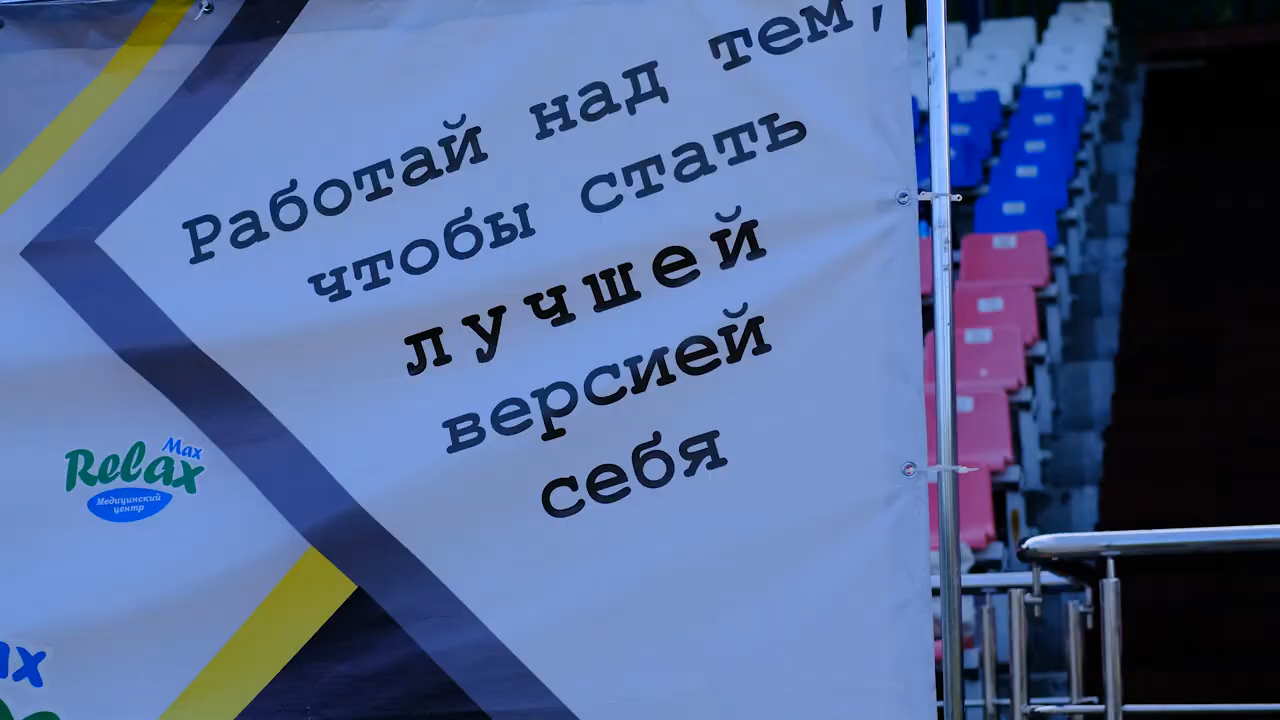 Работай над тем,
чтобы стать
лучшей
версией
себя
Max
Relax
Медицинский
центр